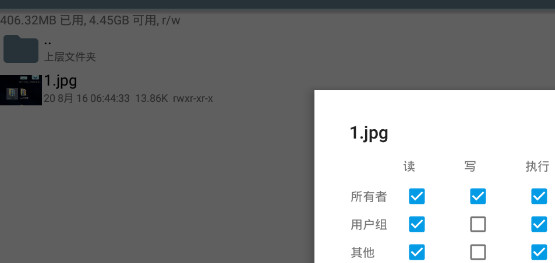 406.32MB 已用, 4.45GB 可用, r/w
..
上层文件夹
1.jpg
20 8月 16 06:44:33 13.86K rwxr-xr-x
1.jpg
读 写 执行
所有者
用户组
其他